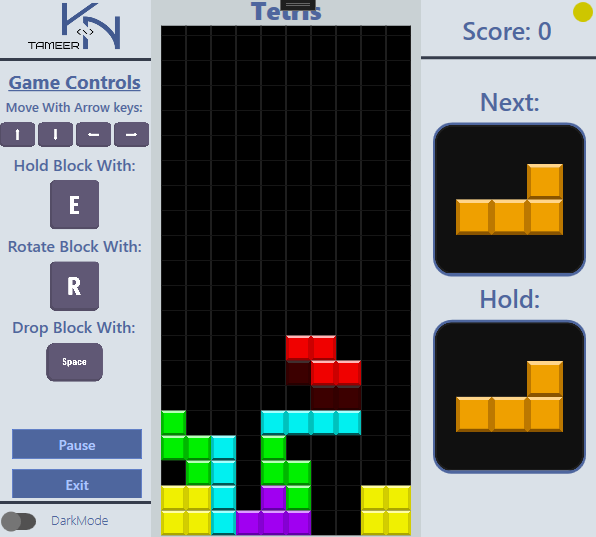 TAMEER
<>
Game Controls
Move With Arrow keys:
Hold Block With:
E
Rotate Block With:
R
Drop Block With:
Space
Pause
Exit
DarkMode
Tetris
Score: 0
Next:
Hold: